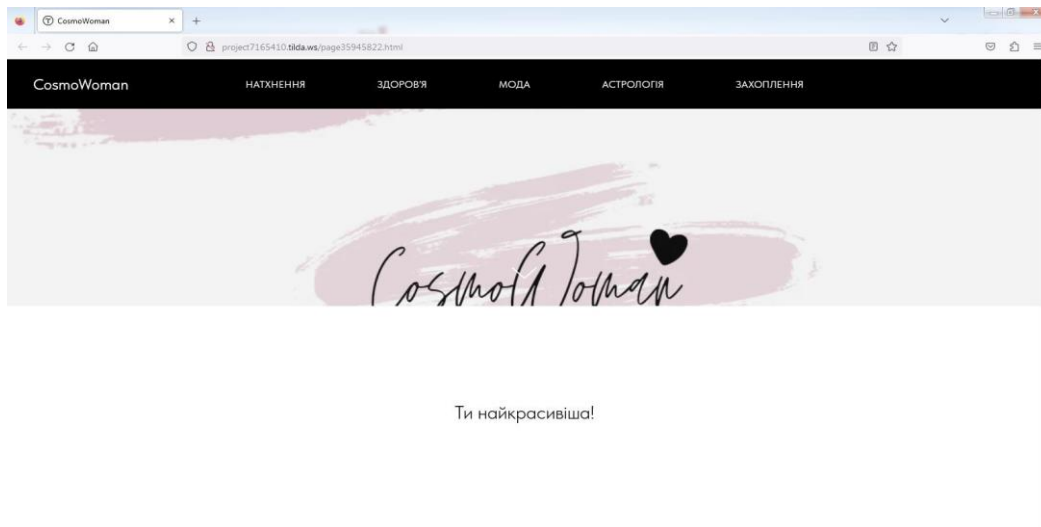 CosmoWoman
project7165410.tilda.ws/page35945822.html
CosmoWoman НАТХНЕННЯ ЗДОРОВ'Я МОДА АСТРОЛОГІЯ ЗАХОПЛЕННЯ
CosmoWoman
Ти найкрасивіша!